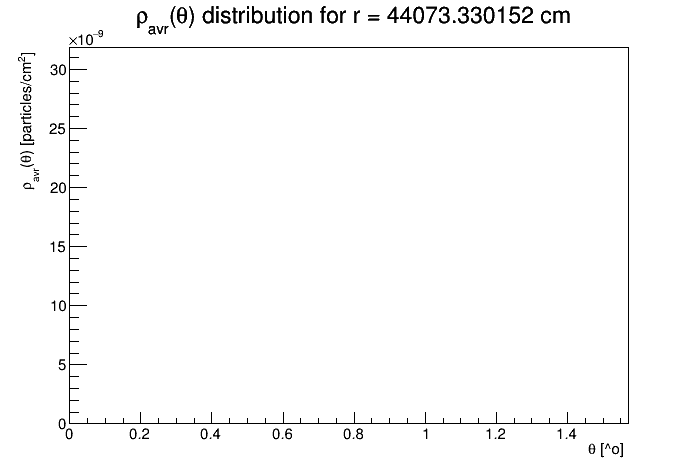 ρavr(θ) distribution for r = 44073.330152 cm
×10⁻⁹
ρavr(θ) [particles/cm²]
30
25
20
15
10
5
0
0 0.2 0.4 0.6 0.8 1 1.2 1.4
θ [^o]